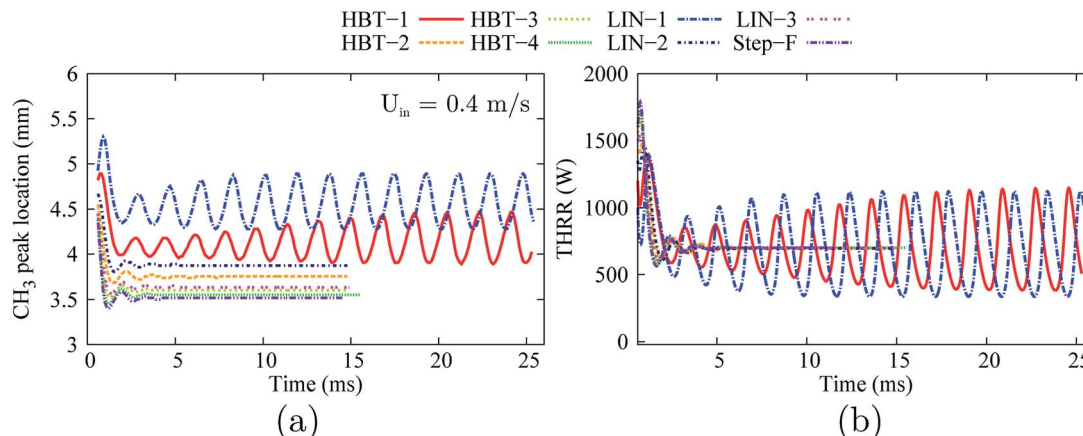 HBT−1 HBT−3 LIN−1 LIN−3
HBT−2 HBT−4 LIN−2 Step−F
CH3 peak location (mm)
6
5.5
5
4.5
4
3.5
3
U_in = 0.4 m/s
0 5 10 15 20 25
Time (ms)
(a)
THRR (W)
2000
1500
1000
500
0
5 10 15 20 25
Time (ms)
(b)